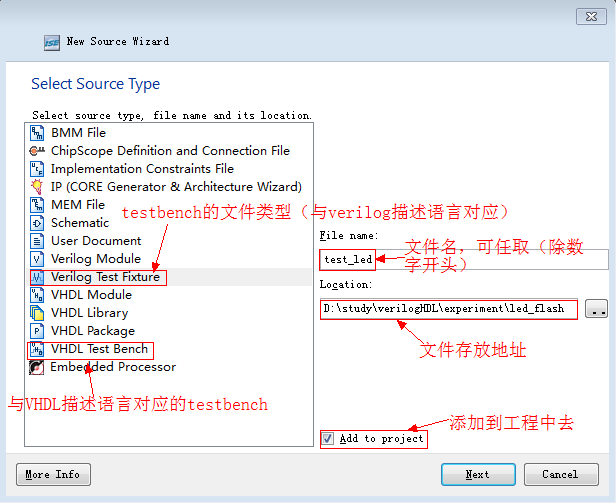 ISE New Source Wizard
Select Source Type
Select source type, file name and its location.
BMM File
ChipScope Definition and Connection File
Implementation Constraints File
IP (CORE Generator & Architecture Wizard)
MEM File
Schematic
User Document
Verilog Module
Verilog Test Fixture
VHDL Module
VHDL Library
VHDL Package
VHDL Test Bench
Embedded Processor
testbench的文件类型（与verilog描述语言对应）
与VHDL描述语言对应的testbench
File name:
test_led
文件名，可任取（除数
字开头）
Location:
D:\study\verilogHDL\experiment\led_flash
..
文件存放地址
添加到工程中去
Add to project
More Info
Next
Cancel